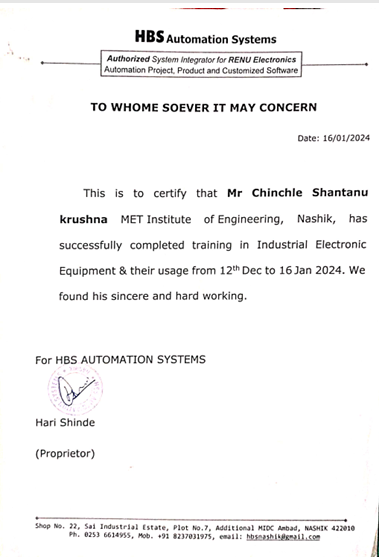 HBS Automation Systems
Authorized System Integrator for RENU Electronics
Automation Project, Product and Customized Software
TO WHOME SOEVER IT MAY CONCERN
Date: 16/01/2024
This is to certify that Mr Chinchle Shantanu
krushna MET Institute of Engineering, Nashik, has
successfully completed training in Industrial Electronic
Equipment & their usage from 12th Dec to 16 Jan 2024. We
found his sincere and hard working.
For HBS AUTOMATION SYSTEMS
Hari Shinde
(Proprietor)
Shop No. 22, Sai Industrial Estate, Plot No.7, Additional MIDC Ambad, NASHIK 422010
Ph. 0253 6614955, Mob. +91 8237031975, email: hbsnashik@gmail.com